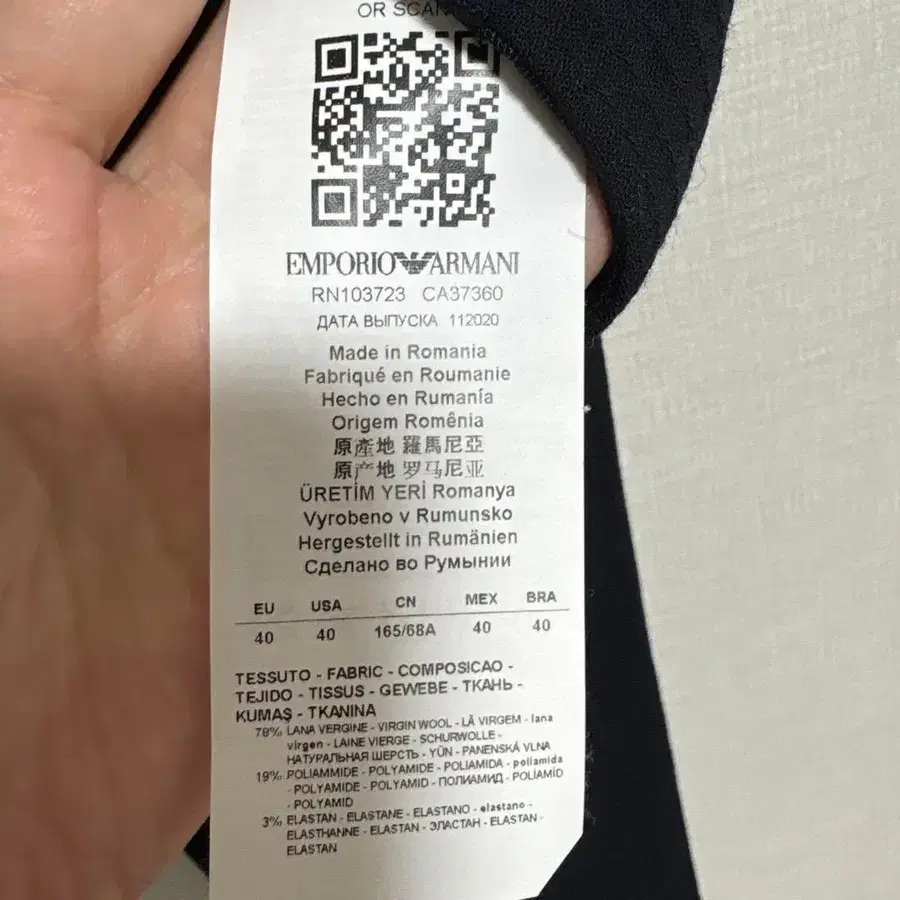 OR SCAN
EMPORIO ARMANI
RN103723 CA37360
ДАТА ВЫПУСКА 112020
Made in Romania
Fabriqué en Roumanie
Hecho en Rumanía
Origem Romênia
原產地 羅馬尼亞
原产地 罗马尼亚
ÜRETİM YERİ Romanya
Vyrobeno v Rumunsko
Hergestellt in Rumänien
Сделано во Румынии
EU USA CN MEX BRA
40 40 165/68A 40 40
TESSUTO - FABRIC - COMPOSICAO -
TEJIDO - TISSUS - GEWEBE - ТКАНЬ -
KUMAŞ - TKANINA
78% LANA VERGINE - VIRGIN WOOL - LÃ VIRGEM - lana
virgen - LAINE VIERGE - SCHURWOLLE -
НАТУРАЛЬНАЯ ШЕРСТЬ - YÜN - PANENSKÁ VLNA
19% POLIAMMIDE - POLYAMIDE - POLIAMIDA - poliamida
- POLYAMIDE - POLYAMID - ПОЛИАМИД - POLIAMİD
- POLYAMID
3% ELASTAN - ELASTANE - ELASTANO - elastano -
ELASTHANNE - ELASTAN - ЭЛАСТАН - ELASTAN -
ELASTAN